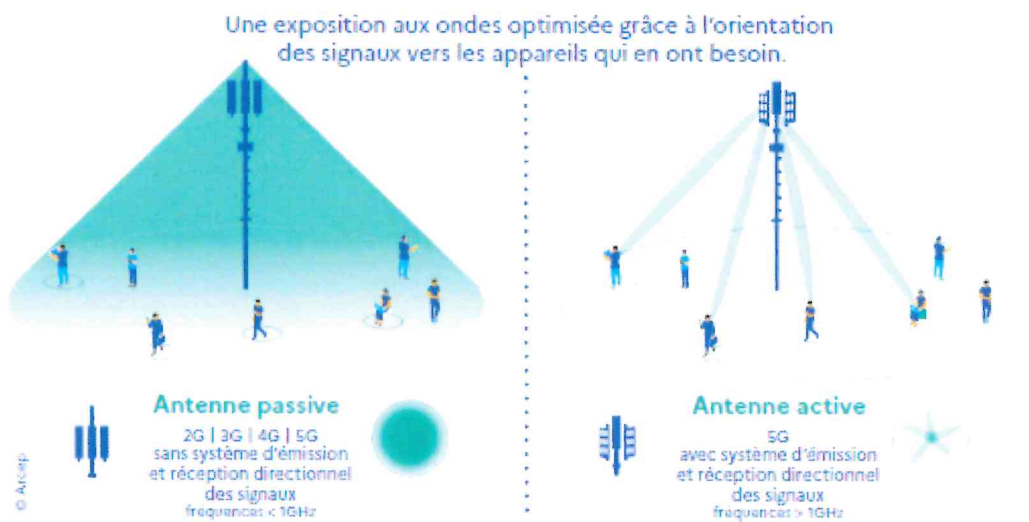 Une exposition aux ondes optimisée grâce à l'orientation
des signaux vers les appareils qui en ont besoin.
Antenne passive
2G | 3G | 4G | 5G
sans système d'émission
et réception directionnel
des signaux
fréquences < 1GHz
© Arcep
Antenne active
5G
avec système d'émission
et réception directionnel
des signaux
fréquences > 1GHz